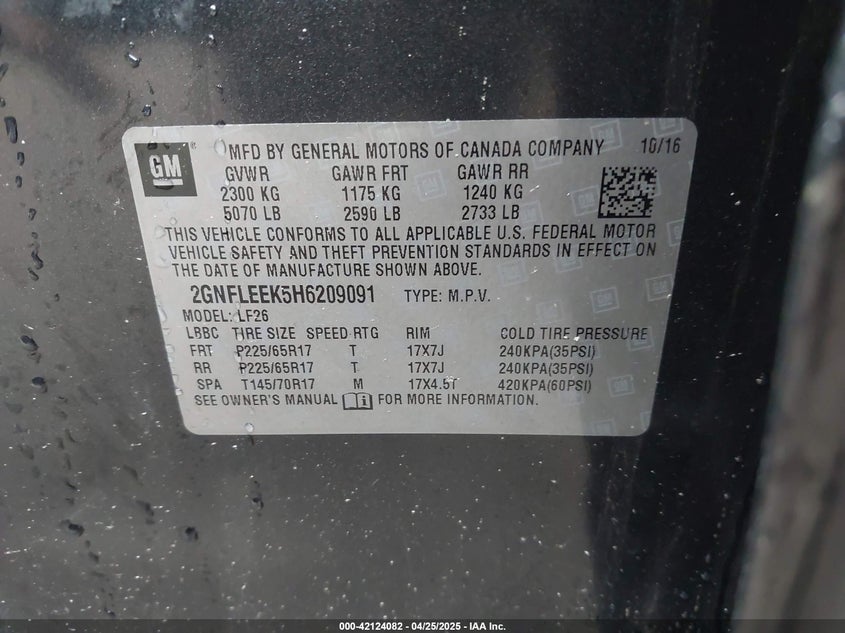 GM ® MFD BY GENERAL MOTORS OF CANADA COMPANY 10/16
GVWR GAWR FRT GAWR RR
2300 KG 1175 KG 1240 KG
5070 LB 2590 LB 2733 LB
THIS VEHICLE CONFORMS TO ALL APPLICABLE U.S. FEDERAL MOTOR
VEHICLE SAFETY AND THEFT PREVENTION STANDARDS IN EFFECT ON
THE DATE OF MANUFACTURE SHOWN ABOVE.
2GNFLEEK5H6209091 TYPE: M.P.V.
MODEL: LF26
LBBC TIRE SIZE SPEED RTG RIM COLD TIRE PRESSURE
FRT P225/65R17 T 17X7J 240KPA(35PSI)
RR P225/65R17 T 17X7J 240KPA(35PSI)
SPA T145/70R17 M 17X4.5T 420KPA(60PSI)
SEE OWNER'S MANUAL FOR MORE INFORMATION.
000-42124082 - 04/25/2025 - IAA Inc.